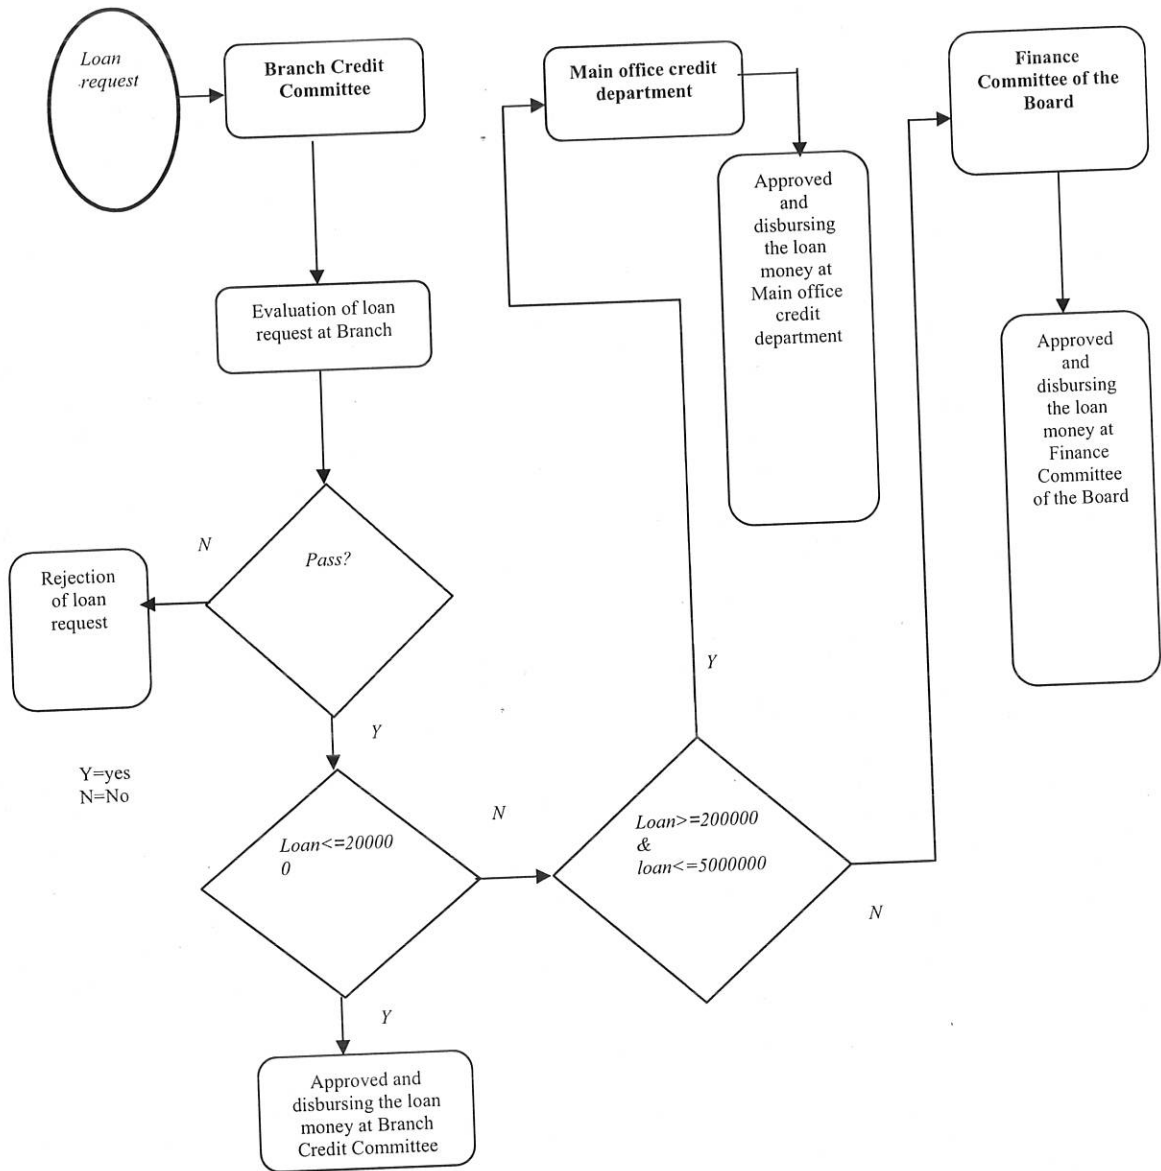 Loan
request
Branch Credit
Committee
Main office credit
department
Finance
Committee of the
Board
Approved
and
disbursing
the loan
money at
Main office
credit
department
Evaluation of loan
request at Branch
Approved
and
disbursing
the loan
money at
Finance
Committee
of the Board
N
Pass?
Rejection
of loan
request
Y
Y
Y=yes
N=No
Loan<=20000
0
N
Loan>=200000
&
loan<=5000000
N
Y
Approved and
disbursing the loan
money at Branch
Credit Committee